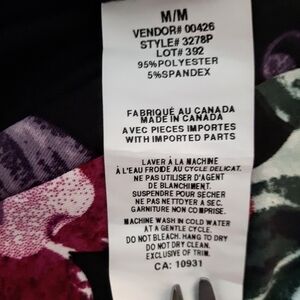 M/M
VENDOR# 00426
STYLE# 3278P
LOT# 392
95%POLYESTER
5%SPANDEX
FABRIQUÉ AU CANADA
MADE IN CANADA
AVEC PIECES IMPORTES
WITH IMPORTED PARTS
LAVER À LA MACHINE
À L'EAU FROIDE AU CYCLE DELICAT.
NE PAS UTILISER D'AGENT
DE BLANCHIMENT.
SUSPENDRE POUR SECHER
NE PAS NETTOYER A SEC.
GARNITURE NON COMPRISE.
MACHINE WASH IN COLD WATER
AT A GENTLE CYCLE.
DO NOT BLEACH. HANG TO DRY
DO NOT DRY CLEAN.
EXCLUSIVE OF TRIM.
CA: 10931